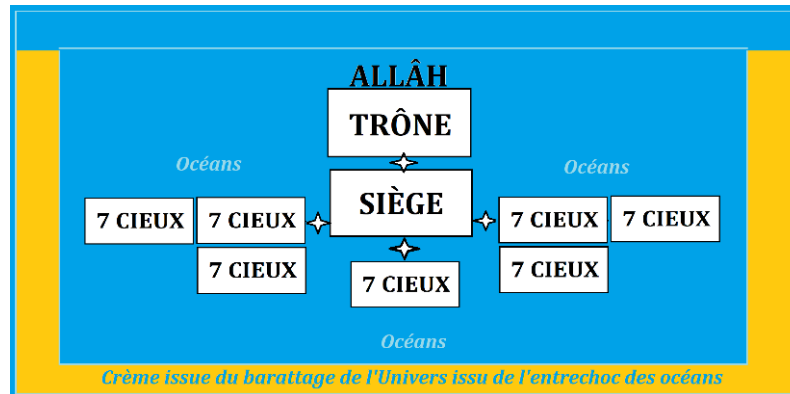 ALLÂH
TRÔNE
Océans
Océans
SIÈGE
7 CIEUX
7 CIEUX
7 CIEUX
7 CIEUX
7 CIEUX
7 CIEUX
7 CIEUX
Océans
Crème issue du barattage de l'Univers issu de l'entrechoc des océans